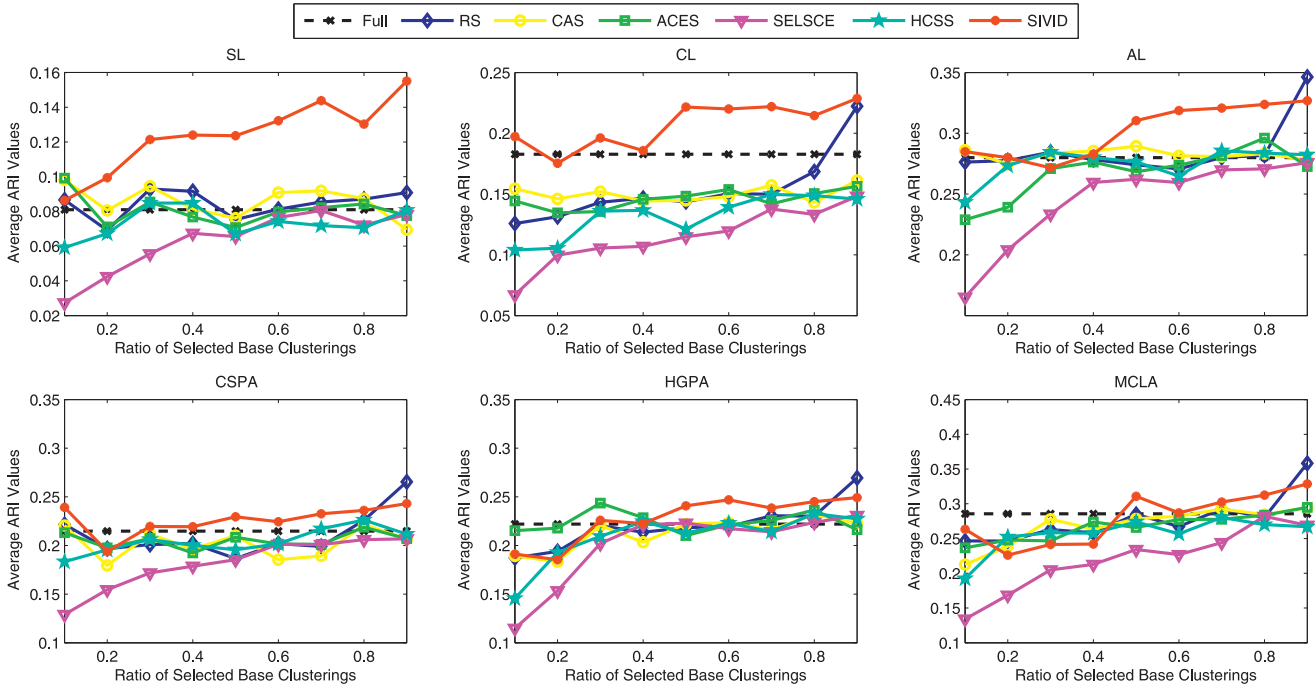 Full RS CAS ACES SELSCE HCSS SIVID
SL
0.16
0.14
0.12
0.1
0.08
0.06
0.04
0.02
Average ARI Values
0.2 0.4 0.6 0.8
Ratio of Selected Base Clusterings
CL
0.25
0.2
0.15
0.1
0.05
Average ARI Values
0.2 0.4 0.6 0.8
Ratio of Selected Base Clusterings
AL
0.35
0.3
0.25
0.2
Average ARI Values
0.2 0.4 0.6 0.8
Ratio of Selected Base Clusterings
CSPA
0.35
0.3
0.25
0.2
0.15
0.1
Average ARI Values
0.2 0.4 0.6 0.8
Ratio of Selected Base Clusterings
HGPA
0.35
0.3
0.25
0.2
0.15
0.1
Average ARI Values
0.2 0.4 0.6 0.8
Ratio of Selected Base Clusterings
MCLA
0.45
0.4
0.35
0.3
0.25
0.2
0.15
0.1
Average ARI Values
0.2 0.4 0.6 0.8
Ratio of Selected Base Clusterings